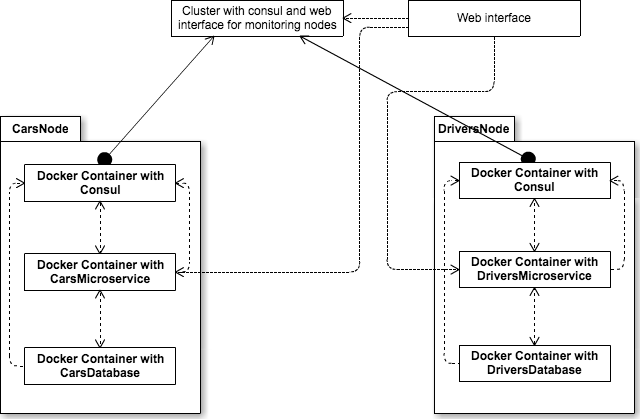 Cluster with consul and web
interface for monitoring nodes
Web interface
CarsNode
Docker Container with
Consul
Docker Container with
CarsMicroservice
Docker Container with
CarsDatabase
DriversNode
Docker Container with
Consul
Docker Container with
DriversMicroservice
Docker Container with
DriversDatabase